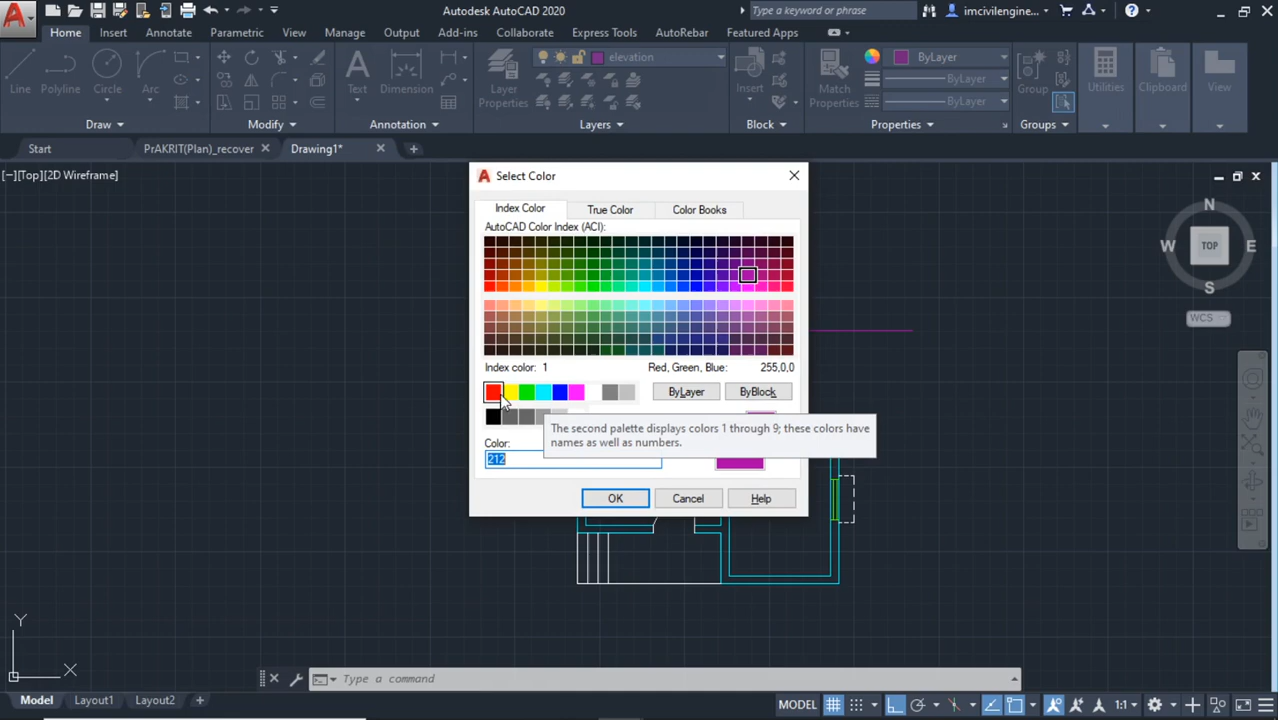 Autodesk AutoCAD 2020
Type a keyword or phrase
imcivilengine...
Home Insert Annotate Parametric View Manage Output Add-ins Collaborate Express Tools AutoRebar Featured Apps
ByLayer
elevation
Line Polyline Circle Arc Text Dimension Layer Properties Insert Match Properties ByLayer Group Utilities Clipboard View
ByLayer
Draw Modify Annotation Layers Block Properties Groups
Start PrAKRIT(Plan)_recover Drawing1*
[−][Top][2D Wireframe]
Select Color
Index Color True Color Color Books
AutoCAD Color Index (ACI):
N
W TOP E
S
WCS
Index color: 1 Red, Green, Blue: 255,0,0
ByLayer ByBlock
The second palette displays colors 1 through 9; these colors have
names as well as numbers.
Color:
212
OK Cancel Help
Y
X
Type a command
Model Layout1 Layout2 + MODEL 1:1